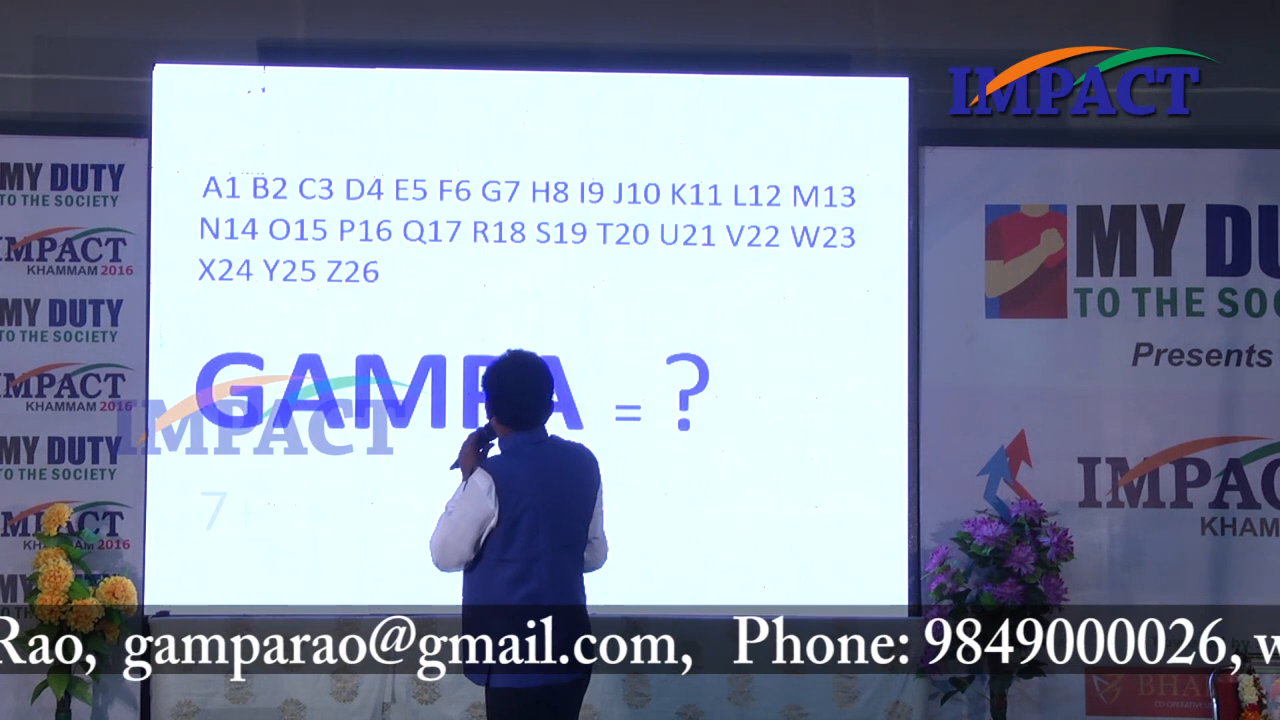 IMPACT
A1 B2 C3 D4 E5 F6 G7 H8 I9 J10 K11 L12 M13
N14 O15 P16 Q17 R18 S19 T20 U21 V22 W23
X24 Y25 Z26
GAMPA = ?
IMPACT
7+
MY DUTY
TO THE SOCIETY
IMPACT
KHAMMAM 2016
MY DUTY
TO THE SOCIETY
IMPACT
KHAMMAM 2016
MY DUTY
TO THE SOCIETY
IMPACT
KHAMMAM 2016
MY DU
TO THE SOC
Presents
IMPAC
KHAM
Rao, gamparao@gmail.com, Phone: 9849000026, w